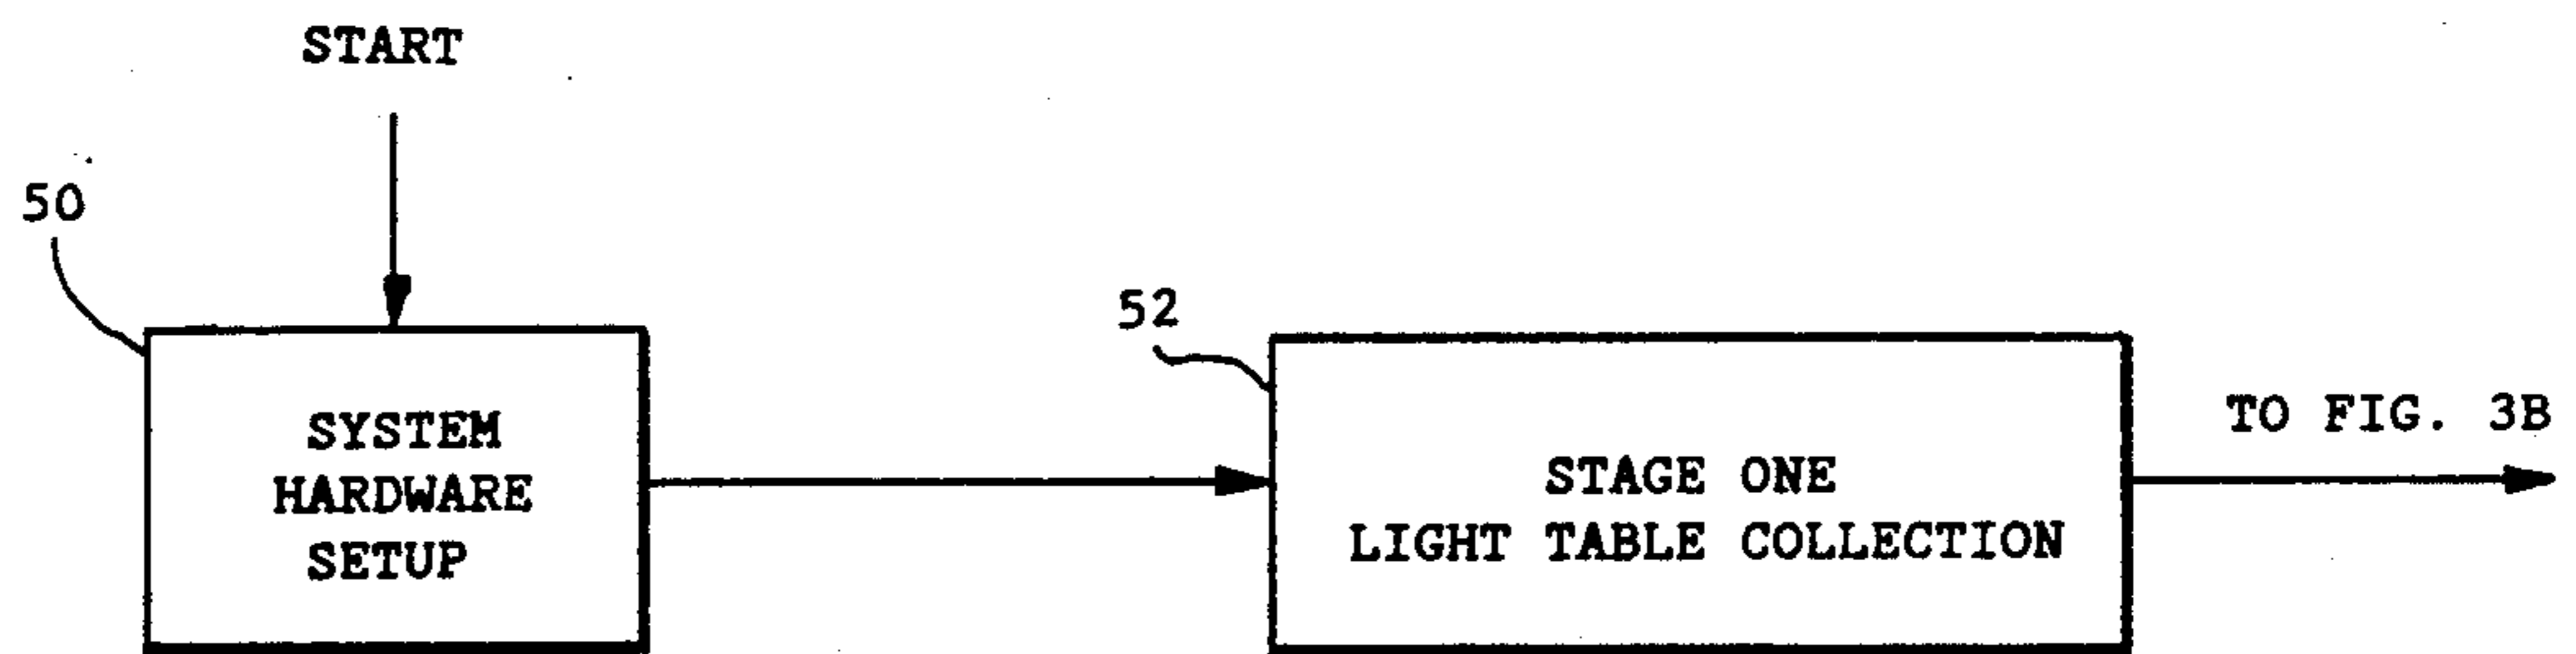 START
50
SYSTEM
HARDWARE
SETUP
52
STAGE ONE
LIGHT TABLE COLLECTION
TO FIG. 3B